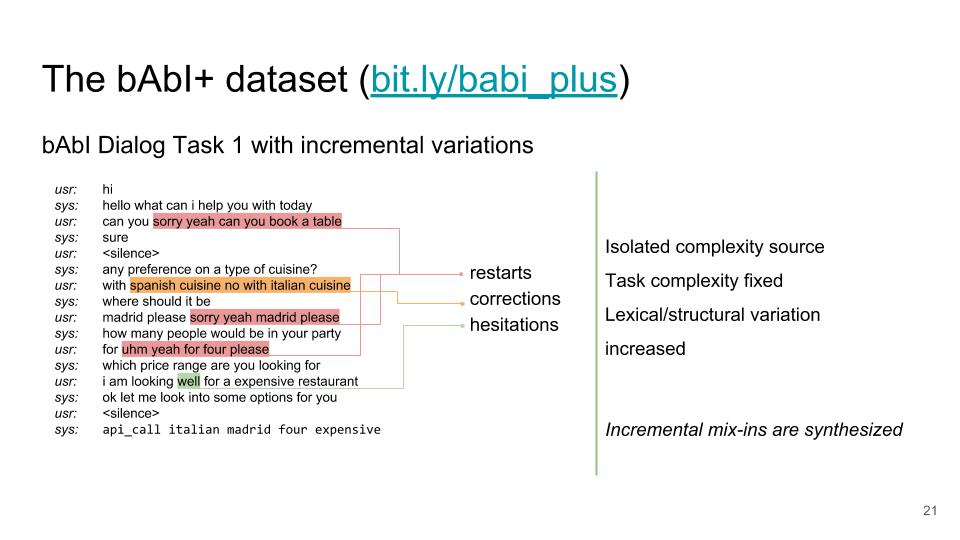 The bAbI+ dataset (bit.ly/babi_plus)
bAbI Dialog Task 1 with incremental variations
usr: hi
sys: hello what can i help you with today
usr: can you sorry yeah can you book a table
sys: sure
usr: <silence>
sys: any preference on a type of cuisine?
usr: with spanish cuisine no with italian cuisine
sys: where should it be
usr: madrid please sorry yeah madrid please
sys: how many people would be in your party
usr: for uhm yeah for four please
sys: which price range are you looking for
usr: i am looking well for a expensive restaurant
sys: ok let me look into some options for you
usr: <silence>
sys: api_call italian madrid four expensive
restarts
corrections
hesitations
Isolated complexity source
Task complexity fixed
Lexical/structural variation
increased
Incremental mix-ins are synthesized
21